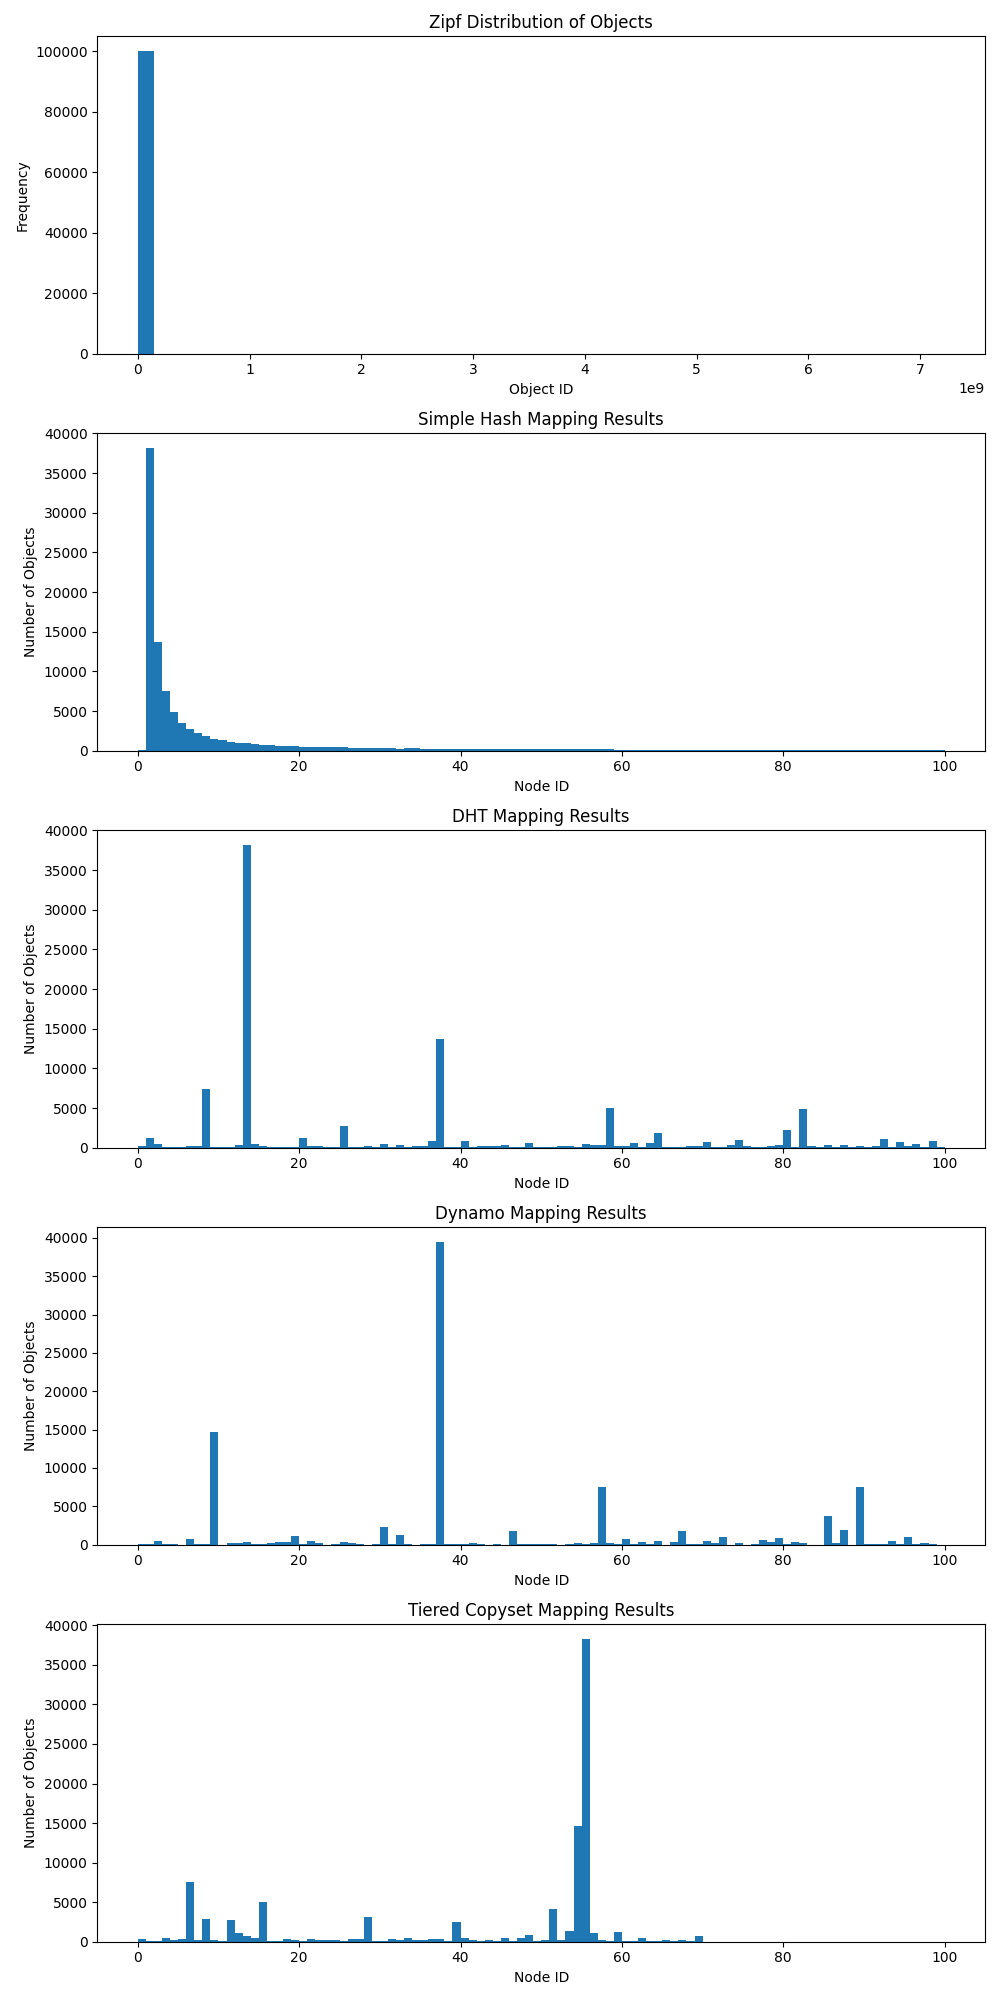 Zipf Distribution of Objects
100000
80000
60000
40000
20000
0
Frequency
0 1 2 3 4 5 6 7
1e9
Object ID
Simple Hash Mapping Results
40000
35000
30000
25000
20000
15000
10000
5000
0
Number of Objects
0 20 40 60 80 100
Node ID
DHT Mapping Results
40000
35000
30000
25000
20000
15000
10000
5000
0
Number of Objects
0 20 40 60 80 100
Node ID
Dynamo Mapping Results
40000
35000
30000
25000
20000
15000
10000
5000
0
Number of Objects
0 20 40 60 80 100
Node ID
Tiered Copyset Mapping Results
40000
35000
30000
25000
20000
15000
10000
5000
0
Number of Objects
0 20 40 60 80 100
Node ID